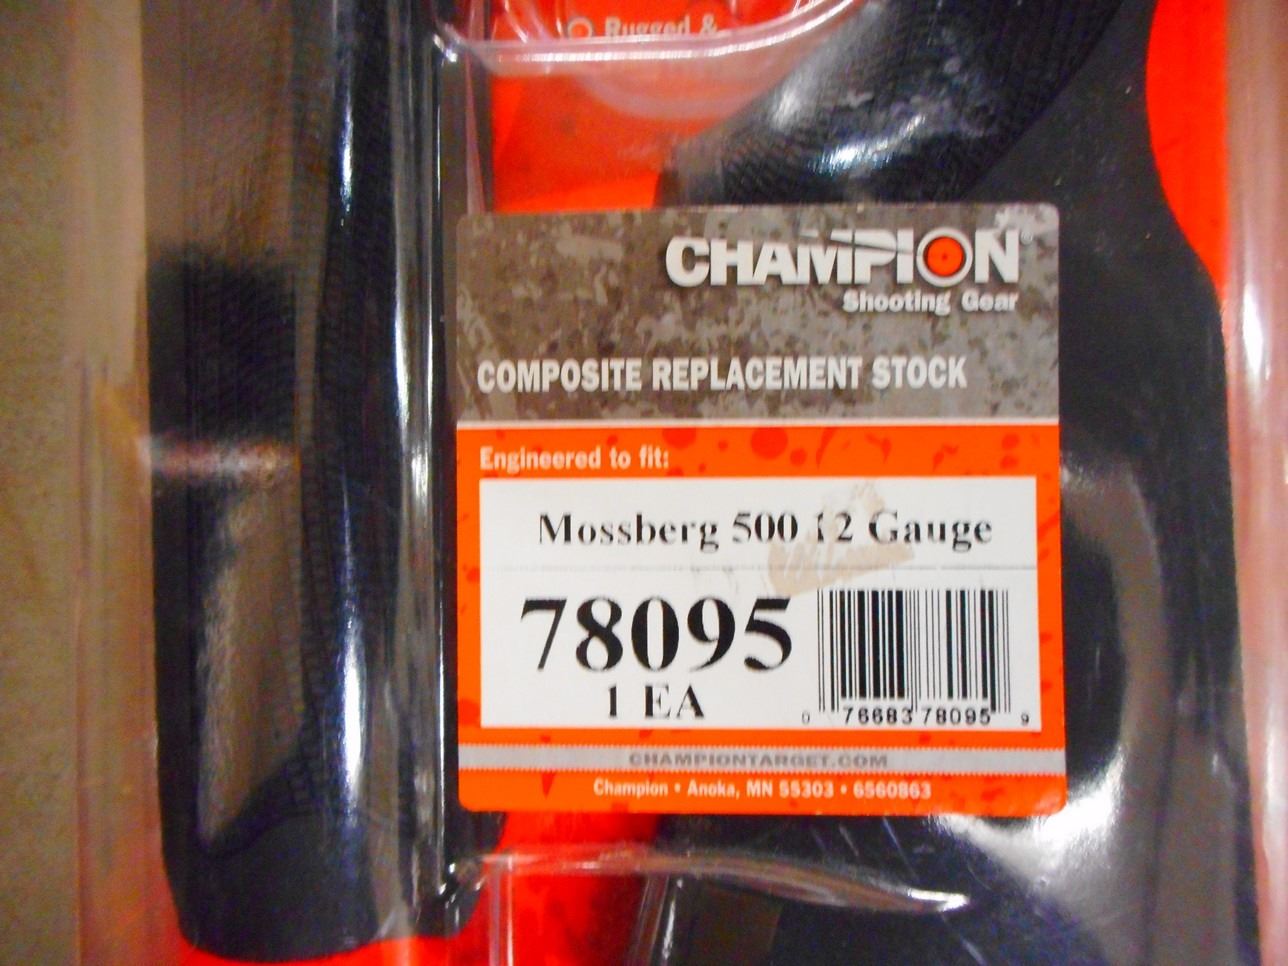 Rugged &
CHAMPION®
Shooting Gear
COMPOSITE REPLACEMENT STOCK
Engineered to fit:
Mossberg 500 12 Gauge
78095
1 EA
0 76683 78095 9
CHAMPIONTARGET.COM
Champion • Anoka, MN 55303 • 6560863